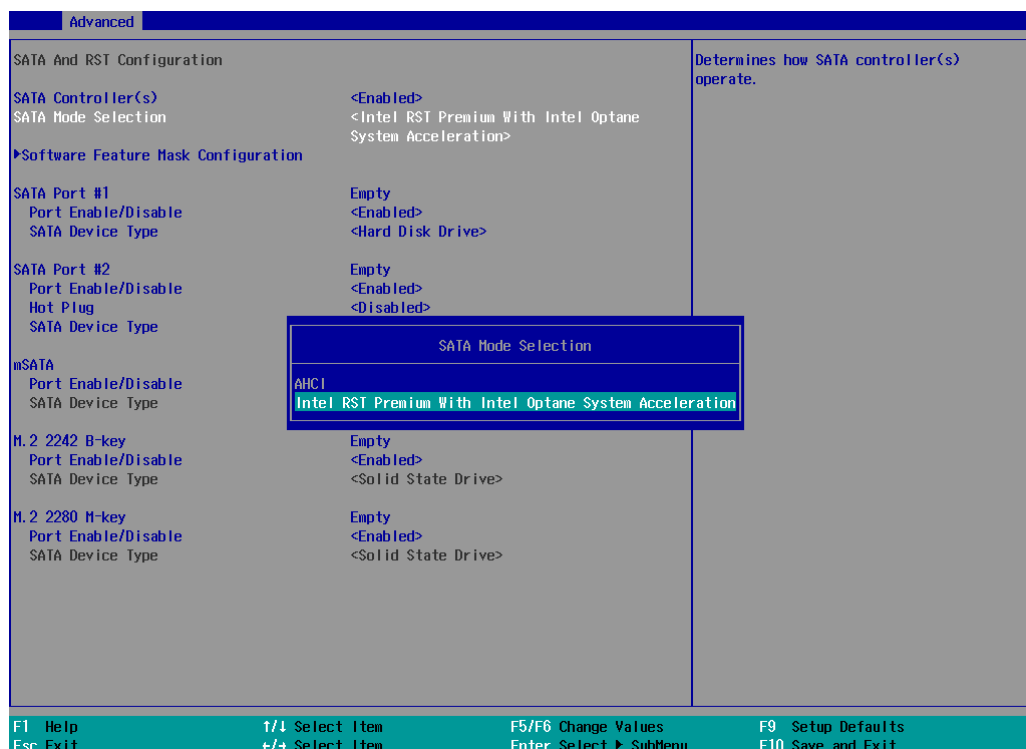 Advanced
SATA And RST Configuration
SATA Controller(s) <Enabled>
SATA Mode Selection <Intel RST Premium With Intel Optane
System Acceleration>
▶Software Feature Mask Configuration
SATA Port #1 Empty
Port Enable/Disable <Enabled>
SATA Device Type <Hard Disk Drive>
SATA Port #2 Empty
Port Enable/Disable <Enabled>
Hot Plug <Disabled>
SATA Device Type
mSATA
Port Enable/Disable
SATA Device Type
M.2 2242 B-key Empty
Port Enable/Disable <Enabled>
SATA Device Type <Solid State Drive>
M.2 2280 M-key Empty
Port Enable/Disable <Enabled>
SATA Device Type <Solid State Drive>
SATA Mode Selection
AHCI
Intel RST Premium With Intel Optane System Acceleration
Determines how SATA controller(s)
operate.
F1 Help ↑/↓ Select Item F5/F6 Change Values F9 Setup Defaults
Esc Exit ←/→ Select Item Enter Select ▶ SubMenu F10 Save and Exit